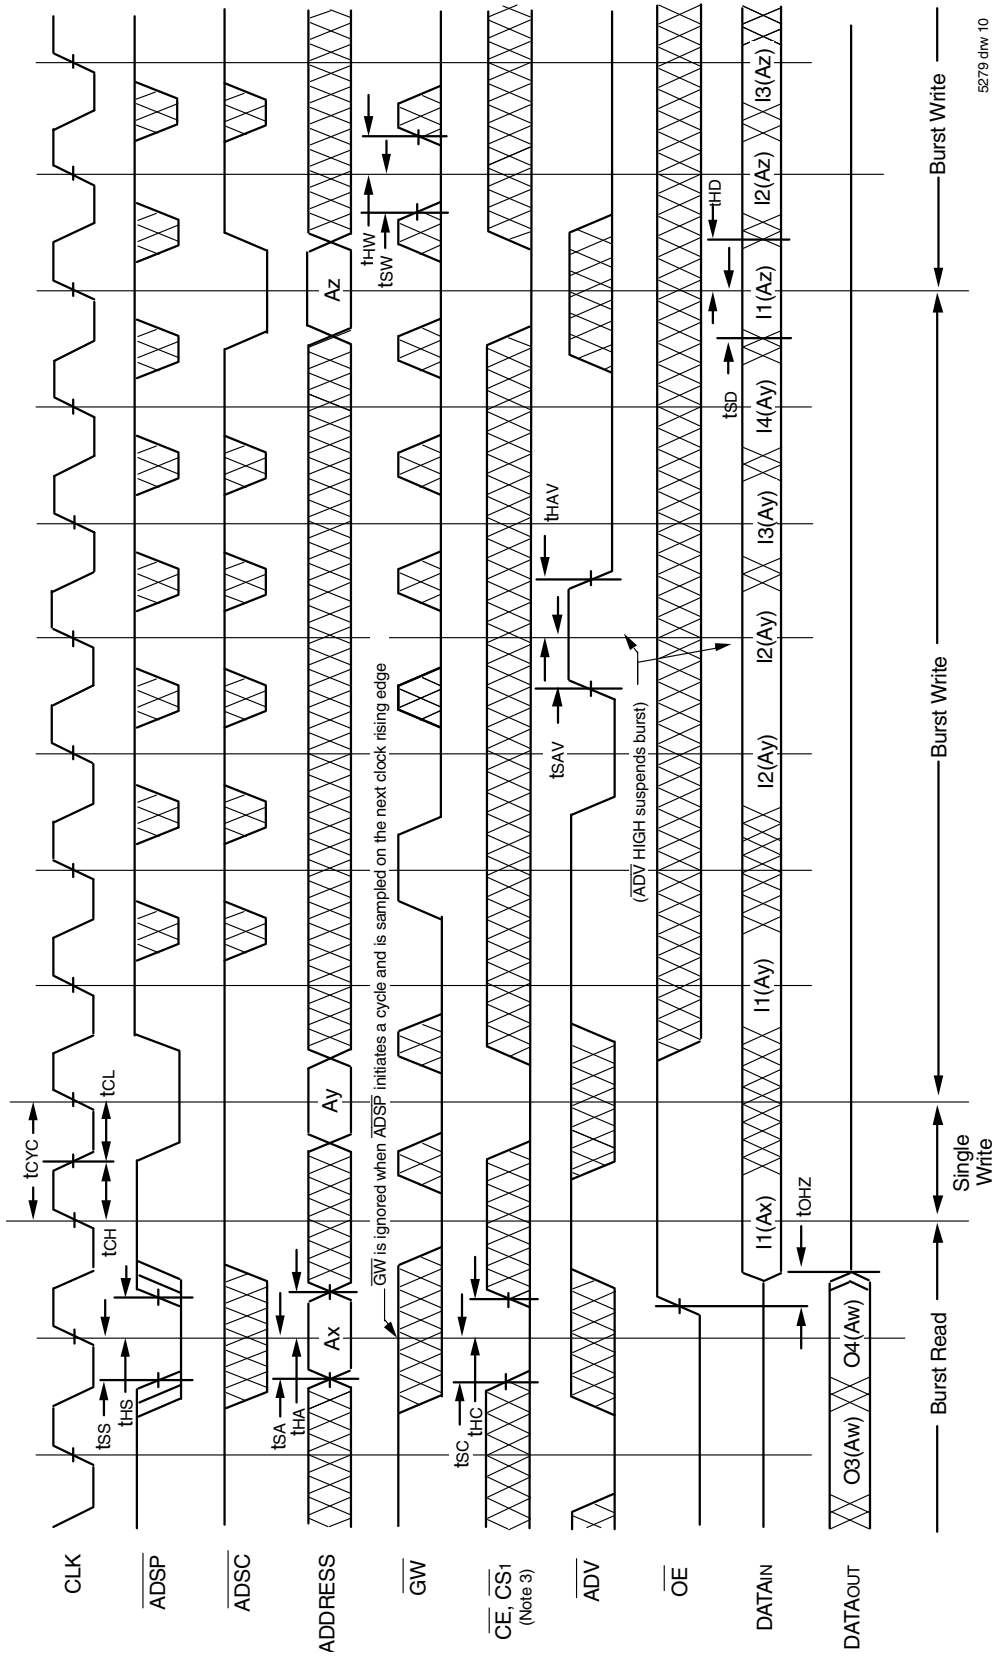 CLK
tCYC
tCH
tCL
ADSP
tSS
tHS
ADSC
ADDRESS
tSA
tHA
Ax
Ay
Az
GW
GW is ignored when ADSP initiates a cycle and is sampled on the next clock rising edge
tHW
tSW
CE, CS1
(Note 3)
tSC
tHC
ADV
tSAV
tHAV
(ADV HIGH suspends burst)
OE
DATAIN
I1(Ax)
I1(Ay)
I2(Ay)
I2(Ay)
I3(Ay)
I4(Ay)
I1(Az)
I2(Az)
I3(Az)
tSD
tHD
DATAOUT
O3(Aw)
O4(Aw)
tOHZ
Burst Read
Single
Write
Burst Write
Burst Write
5279 drw 10